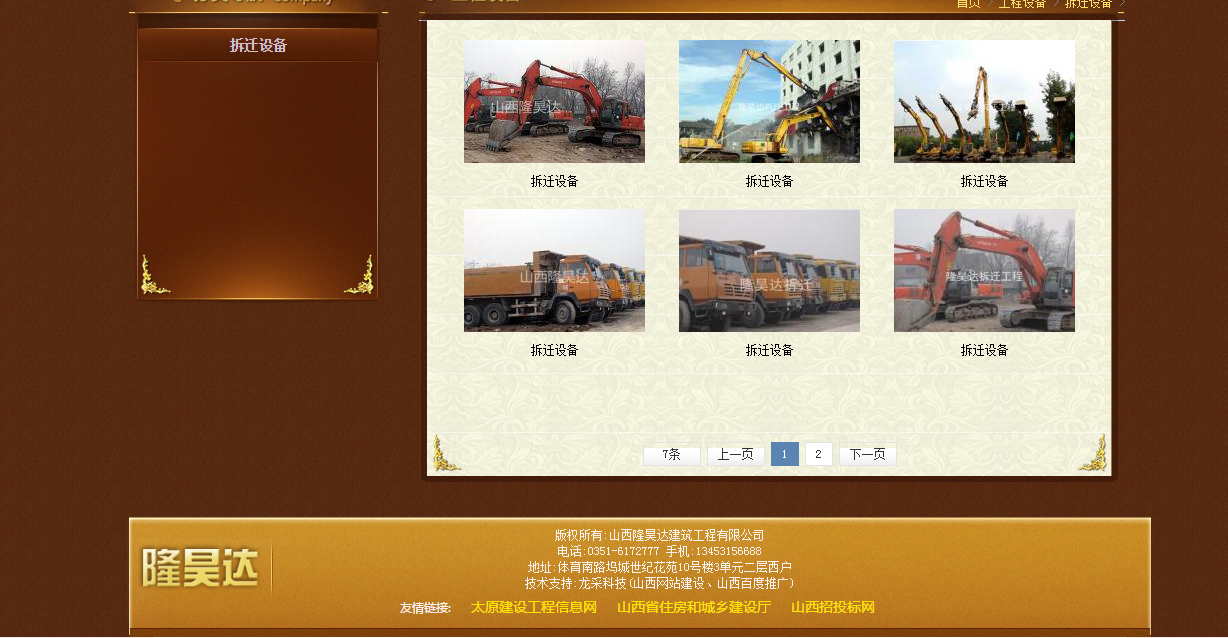 Company
首页 > 工程设备 > 拆迁设备 >
拆迁设备
山西隆昊达
拆迁设备
拆迁设备
拆迁设备
山西隆昊达
隆昊达拆迁
隆昊达拆迁工程
拆迁设备
拆迁设备
拆迁设备
7条 上一页 1 2 下一页
隆昊达
版权所有:山西隆昊达建筑工程有限公司
电话:0351-6172777 手机:13453156688
地址:体育南路坞城世纪花苑10号楼3单元二层西户
技术支持:龙采科技(山西网站建设、山西百度推广)
友情链接: 太原建设工程信息网 山西省住房和城乡建设厅 山西招投标网